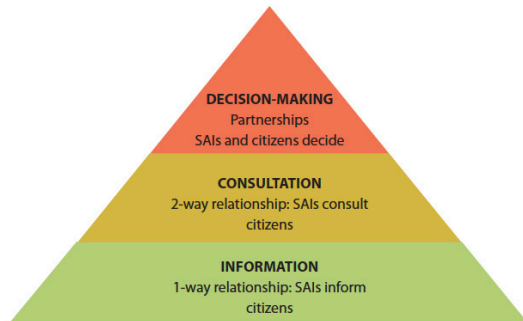 DECISION-MAKING
Partnerships
SAIs and citizens decide
CONSULTATION
2-way relationship: SAIs consult
citizens
INFORMATION
1-way relationship: SAIs inform
citizens